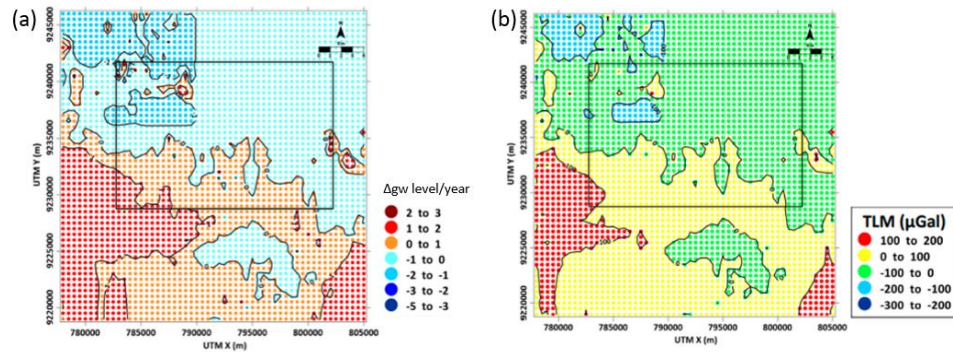 (a)
9245000
9240000
9235000
9230000
9225000
9220000
UTM Y (m)
780000 785000 790000 795000 800000 805000
UTM X (m)
Δgw level/year
2 to 3
1 to 2
0 to 1
-1 to 0
-2 to -1
-3 to -2
-5 to -3
(b)
9245000
9240000
9235000
9230000
9225000
9220000
UTM Y (m)
780000 785000 790000 795000 800000 805000
UTM X (m)
TLM (µGal)
100 to 200
0 to 100
-100 to 0
-200 to -100
-300 to -200